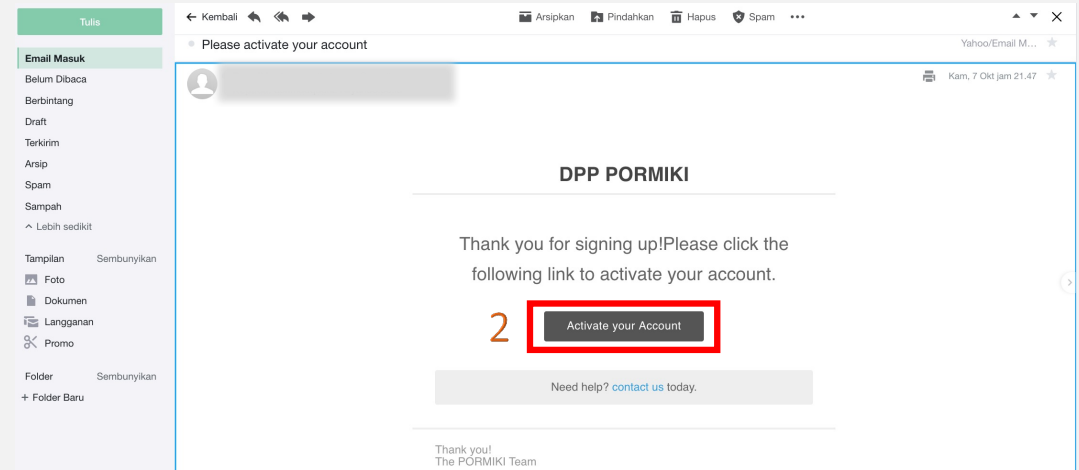 Tulis
Kembali
Arsipkan
Pindahkan
Hapus
Spam
Please activate your account
Yahoo/Email M...
Email Masuk
Belum Dibaca
Berbintang
Draft
Terkirim
Arsip
Spam
Sampah
Lebih sedikit
Tampilan Sembunyikan
Foto
Dokumen
Langganan
Promo
Folder Sembunyikan
+ Folder Baru
Kam, 7 Okt jam 21.47
DPP PORMIKI
Thank you for signing up!Please click the
following link to activate your account.
2
Activate your Account
Need help? contact us today.
Thank you!
The PORMIKI Team